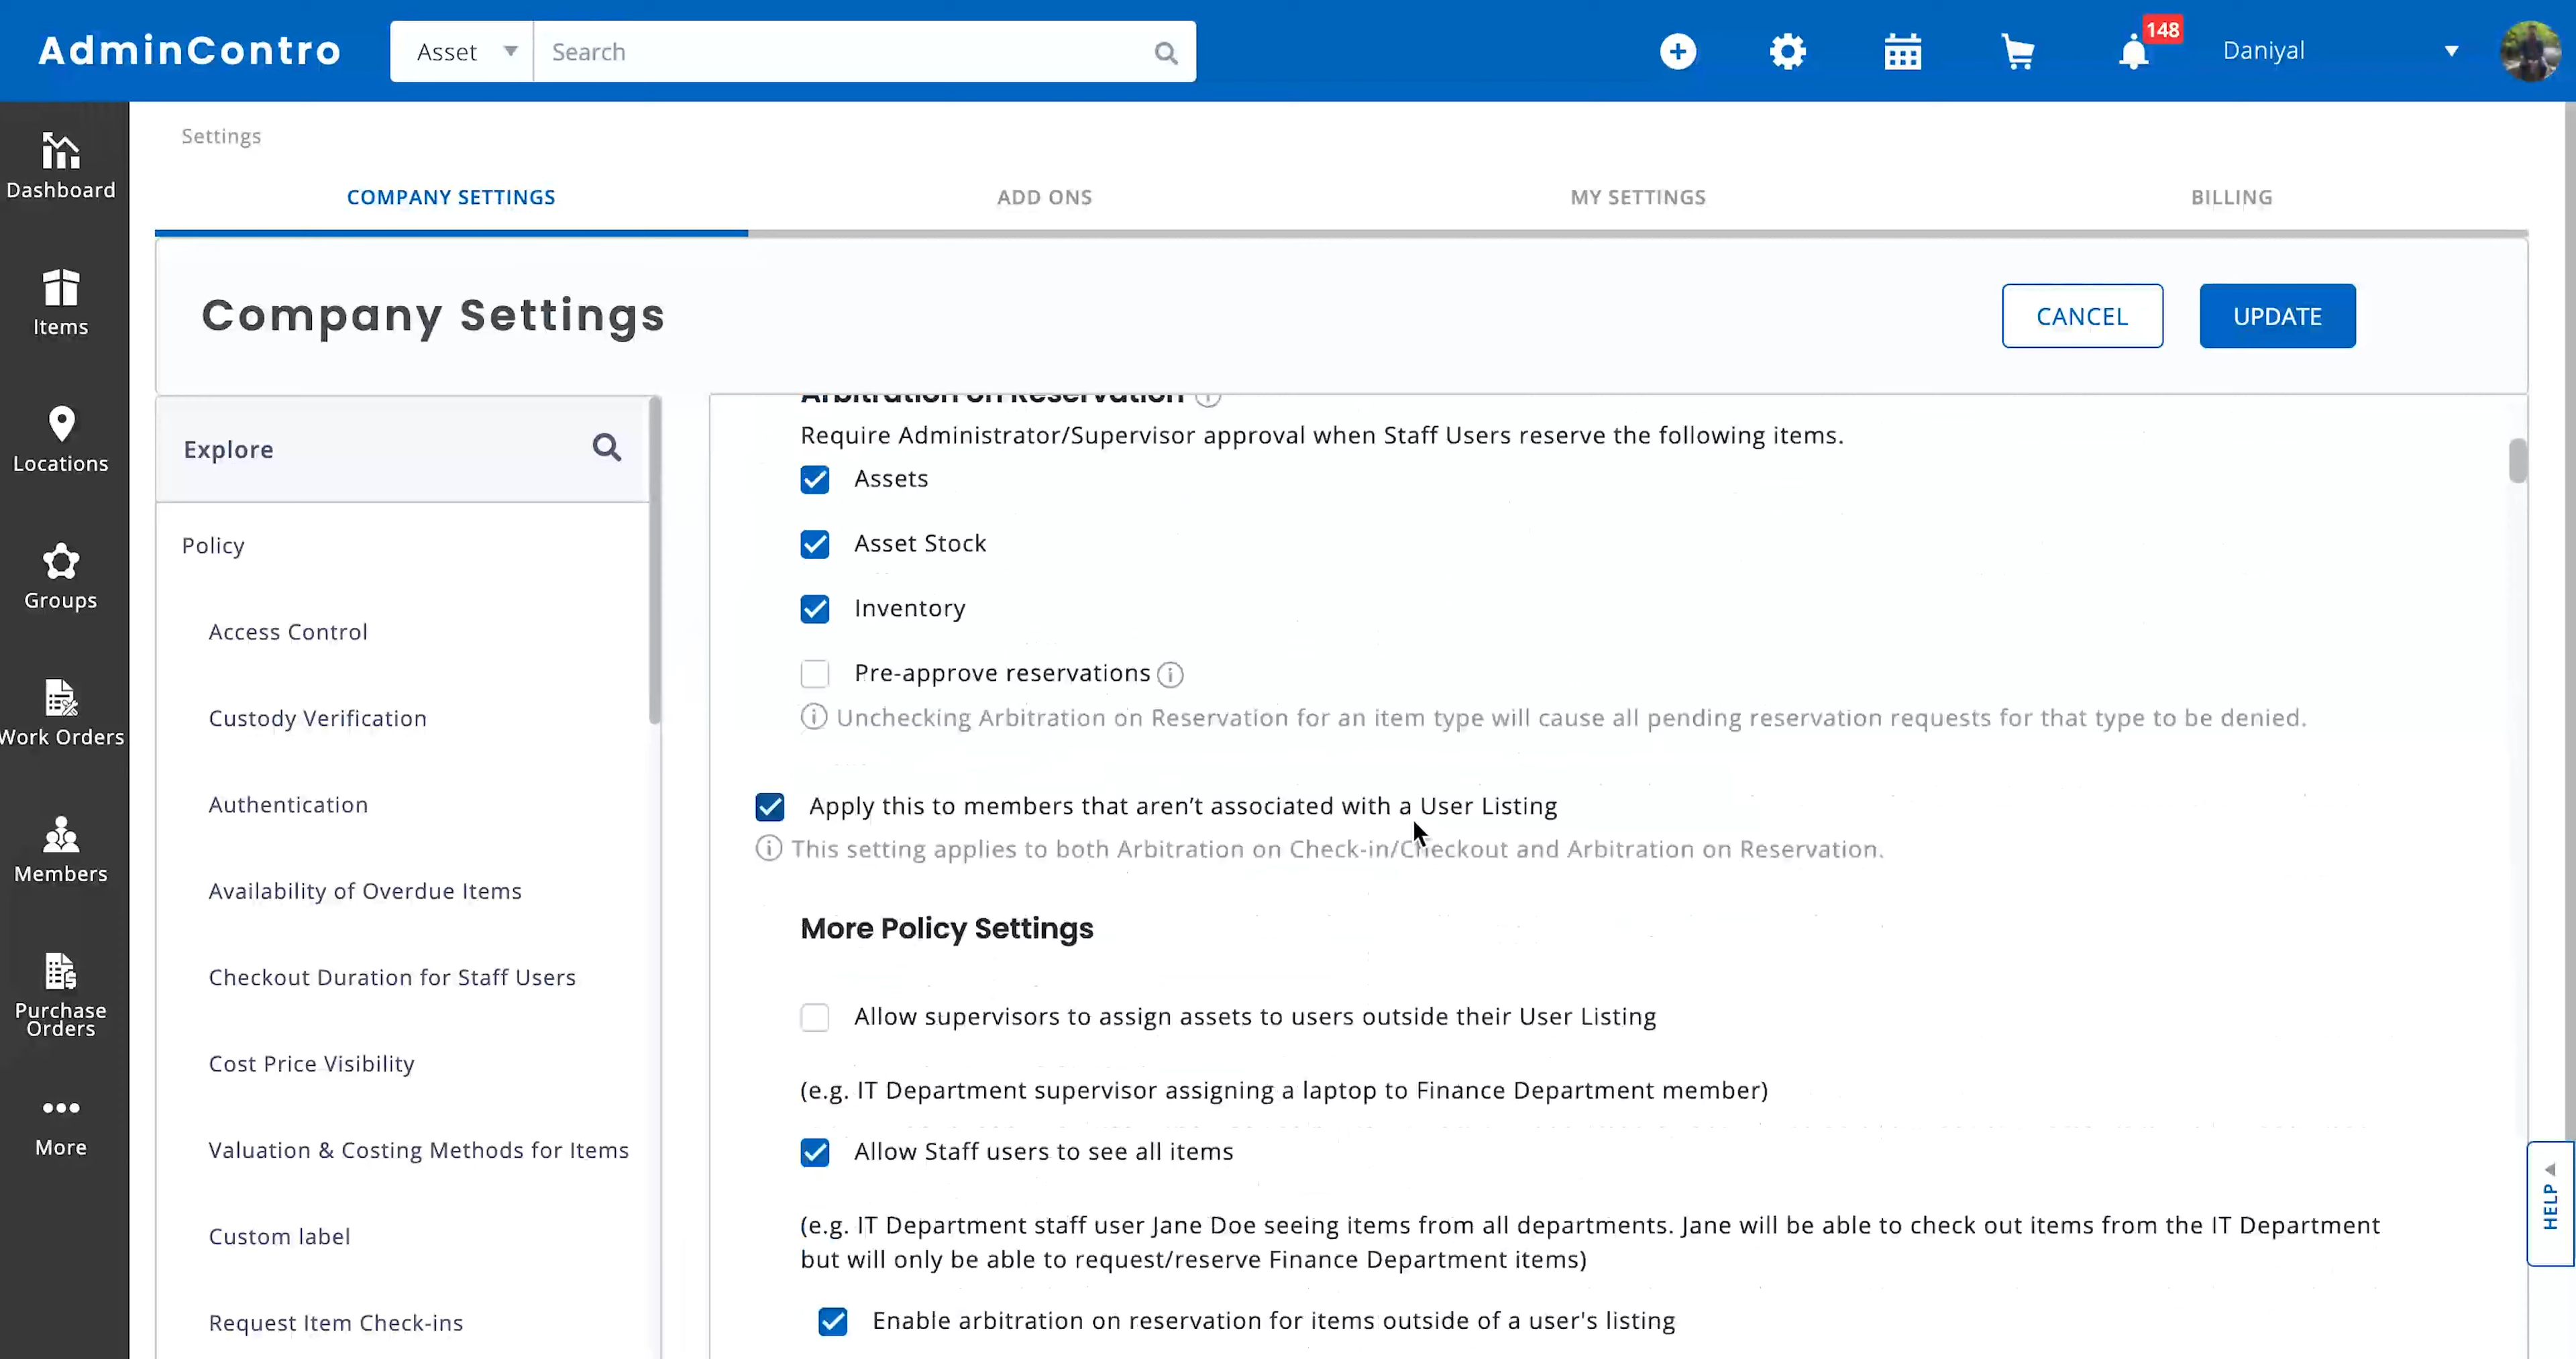 AdminContro
Asset
Search
148
Daniyal
Dashboard
Items
Locations
Groups
Work Orders
Members
Purchase
Orders
More
Settings
COMPANY SETTINGS
ADD ONS
MY SETTINGS
BILLING
Company Settings
CANCEL
UPDATE
Explore
Policy
Access Control
Custody Verification
Authentication
Availability of Overdue Items
Checkout Duration for Staff Users
Cost Price Visibility
Valuation & Costing Methods for Items
Custom label
Request Item Check-ins
Arbitration on Reservation
Require Administrator/Supervisor approval when Staff Users reserve the following items.
Assets
Asset Stock
Inventory
Pre-approve reservations
Unchecking Arbitration on Reservation for an item type will cause all pending reservation requests for that type to be denied.
Apply this to members that aren't associated with a User Listing
This setting applies to both Arbitration on Check-in/Checkout and Arbitration on Reservation.
More Policy Settings
Allow supervisors to assign assets to users outside their User Listing
(e.g. IT Department supervisor assigning a laptop to Finance Department member)
Allow Staff users to see all items
(e.g. IT Department staff user Jane Doe seeing items from all departments. Jane will be able to check out items from the IT Department
but will only be able to request/reserve Finance Department items)
Enable arbitration on reservation for items outside of a user's listing
HELP